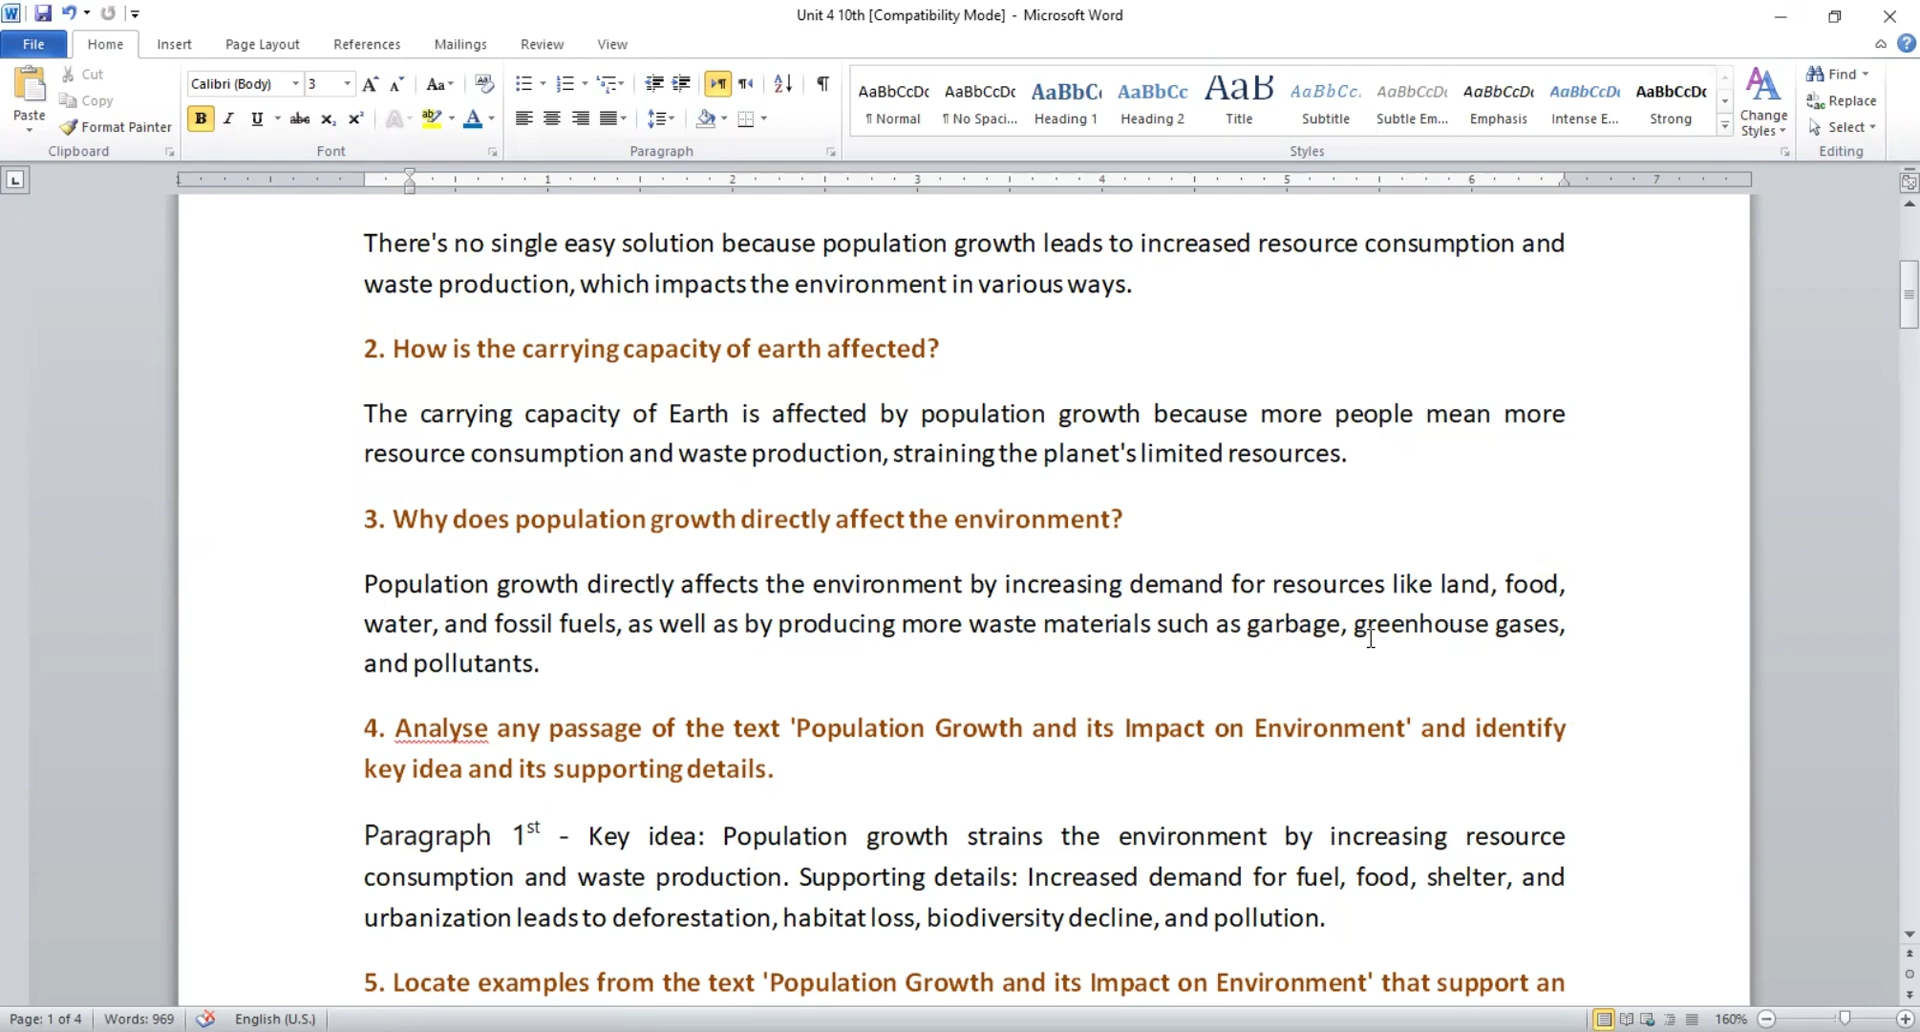 Unit 4 10th [Compatibility Mode] - Microsoft Word
File Home Insert Page Layout References Mailings Review View
Cut
Copy
Format Painter
Paste
Clipboard
Calibri (Body) 3
Font
Paragraph
AaBbCcDc AaBbCcDc AaBbC AaBbCc AaB AaBbCc. AaBbCcDc AaBbCcDc AaBbCcDc AaBbCcDc
¶ Normal ¶ No Spaci... Heading 1 Heading 2 Title Subtitle Subtle Em... Emphasis Intense E... Strong
Styles
Change Styles
Find
Replace
Select
Editing
1 1 2 3 4 5 6 7
There's no single easy solution because population growth leads to increased resource consumption and
waste production, which impacts the environment in various ways.
2. How is the carrying capacity of earth affected?
The carrying capacity of Earth is affected by population growth because more people mean more
resource consumption and waste production, straining the planet's limited resources.
3. Why does population growth directly affect the environment?
Population growth directly affects the environment by increasing demand for resources like land, food,
water, and fossil fuels, as well as by producing more waste materials such as garbage, greenhouse gases,
and pollutants.
4. Analyse any passage of the text 'Population Growth and its Impact on Environment' and identify
key idea and its supporting details.
Paragraph 1st - Key idea: Population growth strains the environment by increasing resource
consumption and waste production. Supporting details: Increased demand for fuel, food, shelter, and
urbanization leads to deforestation, habitat loss, biodiversity decline, and pollution.
5. Locate examples from the text 'Population Growth and its Impact on Environment' that support an
Page: 1 of 4 Words: 969 English (U.S.) 160%